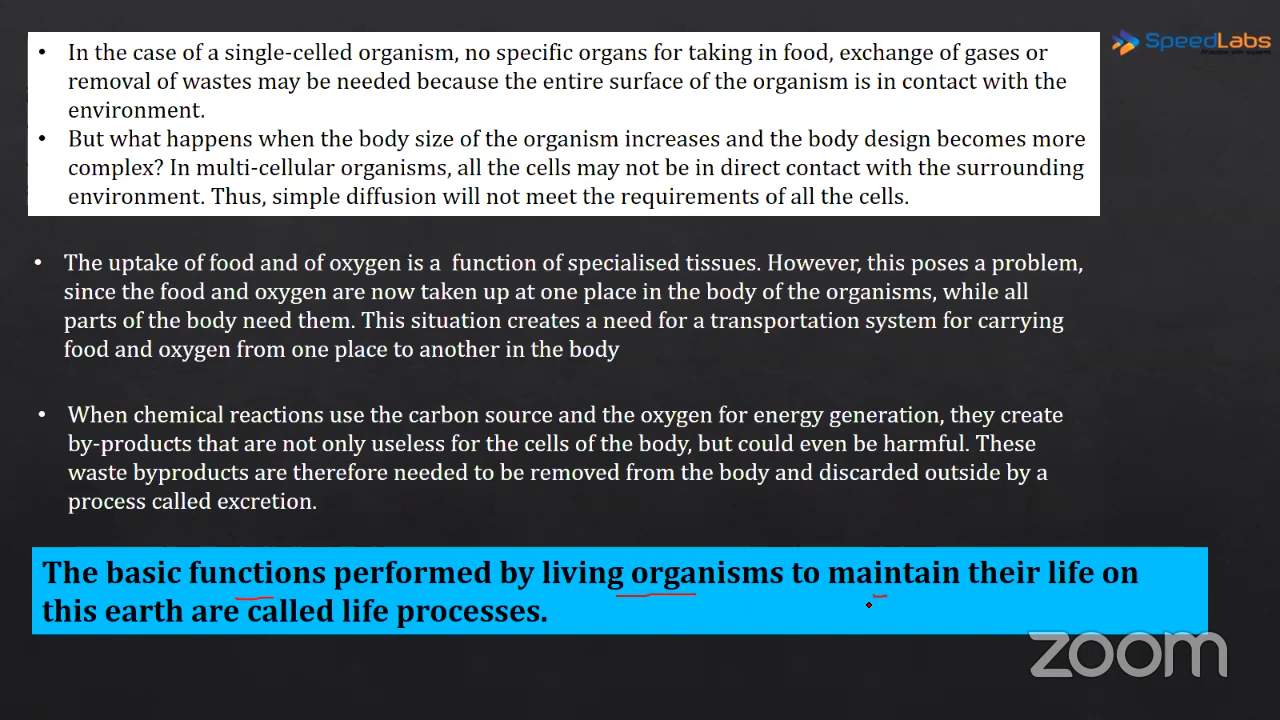 • In the case of a single-celled organism, no specific organs for taking in food, exchange of gases or
removal of wastes may be needed because the entire surface of the organism is in contact with the
environment.
• But what happens when the body size of the organism increases and the body design becomes more
complex? In multi-cellular organisms, all the cells may not be in direct contact with the surrounding
environment. Thus, simple diffusion will not meet the requirements of all the cells.
SpeedLabs
• The uptake of food and of oxygen is a function of specialised tissues. However, this poses a problem,
since the food and oxygen are now taken up at one place in the body of the organisms, while all
parts of the body need them. This situation creates a need for a transportation system for carrying
food and oxygen from one place to another in the body
• When chemical reactions use the carbon source and the oxygen for energy generation, they create
by-products that are not only useless for the cells of the body, but could even be harmful. These
waste byproducts are therefore needed to be removed from the body and discarded outside by a
process called excretion.
The basic functions performed by living organisms to maintain their life on
this earth are called life processes.
zoom